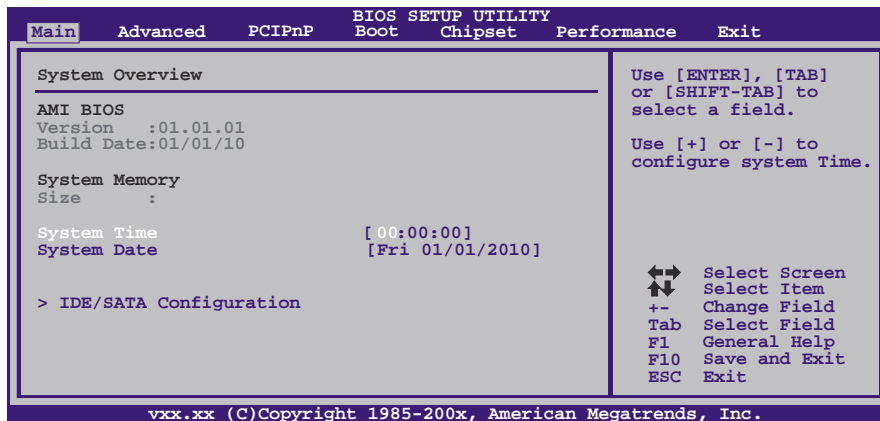 BIOS SETUP UTILITY
Main Advanced PCIPnP Boot Chipset Performance Exit
System Overview
AMI BIOS
Version :01.01.01
Build Date:01/01/10
System Memory
Size :
System Time [ 00:00:00]
System Date [Fri 01/01/2010]
> IDE/SATA Configuration
Use [ENTER], [TAB]
or [SHIFT-TAB] to
select a field.
Use [+] or [-] to
configure system Time.
Select Screen
Select Item
+- Change Field
Tab Select Field
F1 General Help
F10 Save and Exit
ESC Exit
vxx.xx (C)Copyright 1985-200x, American Megatrends, Inc.